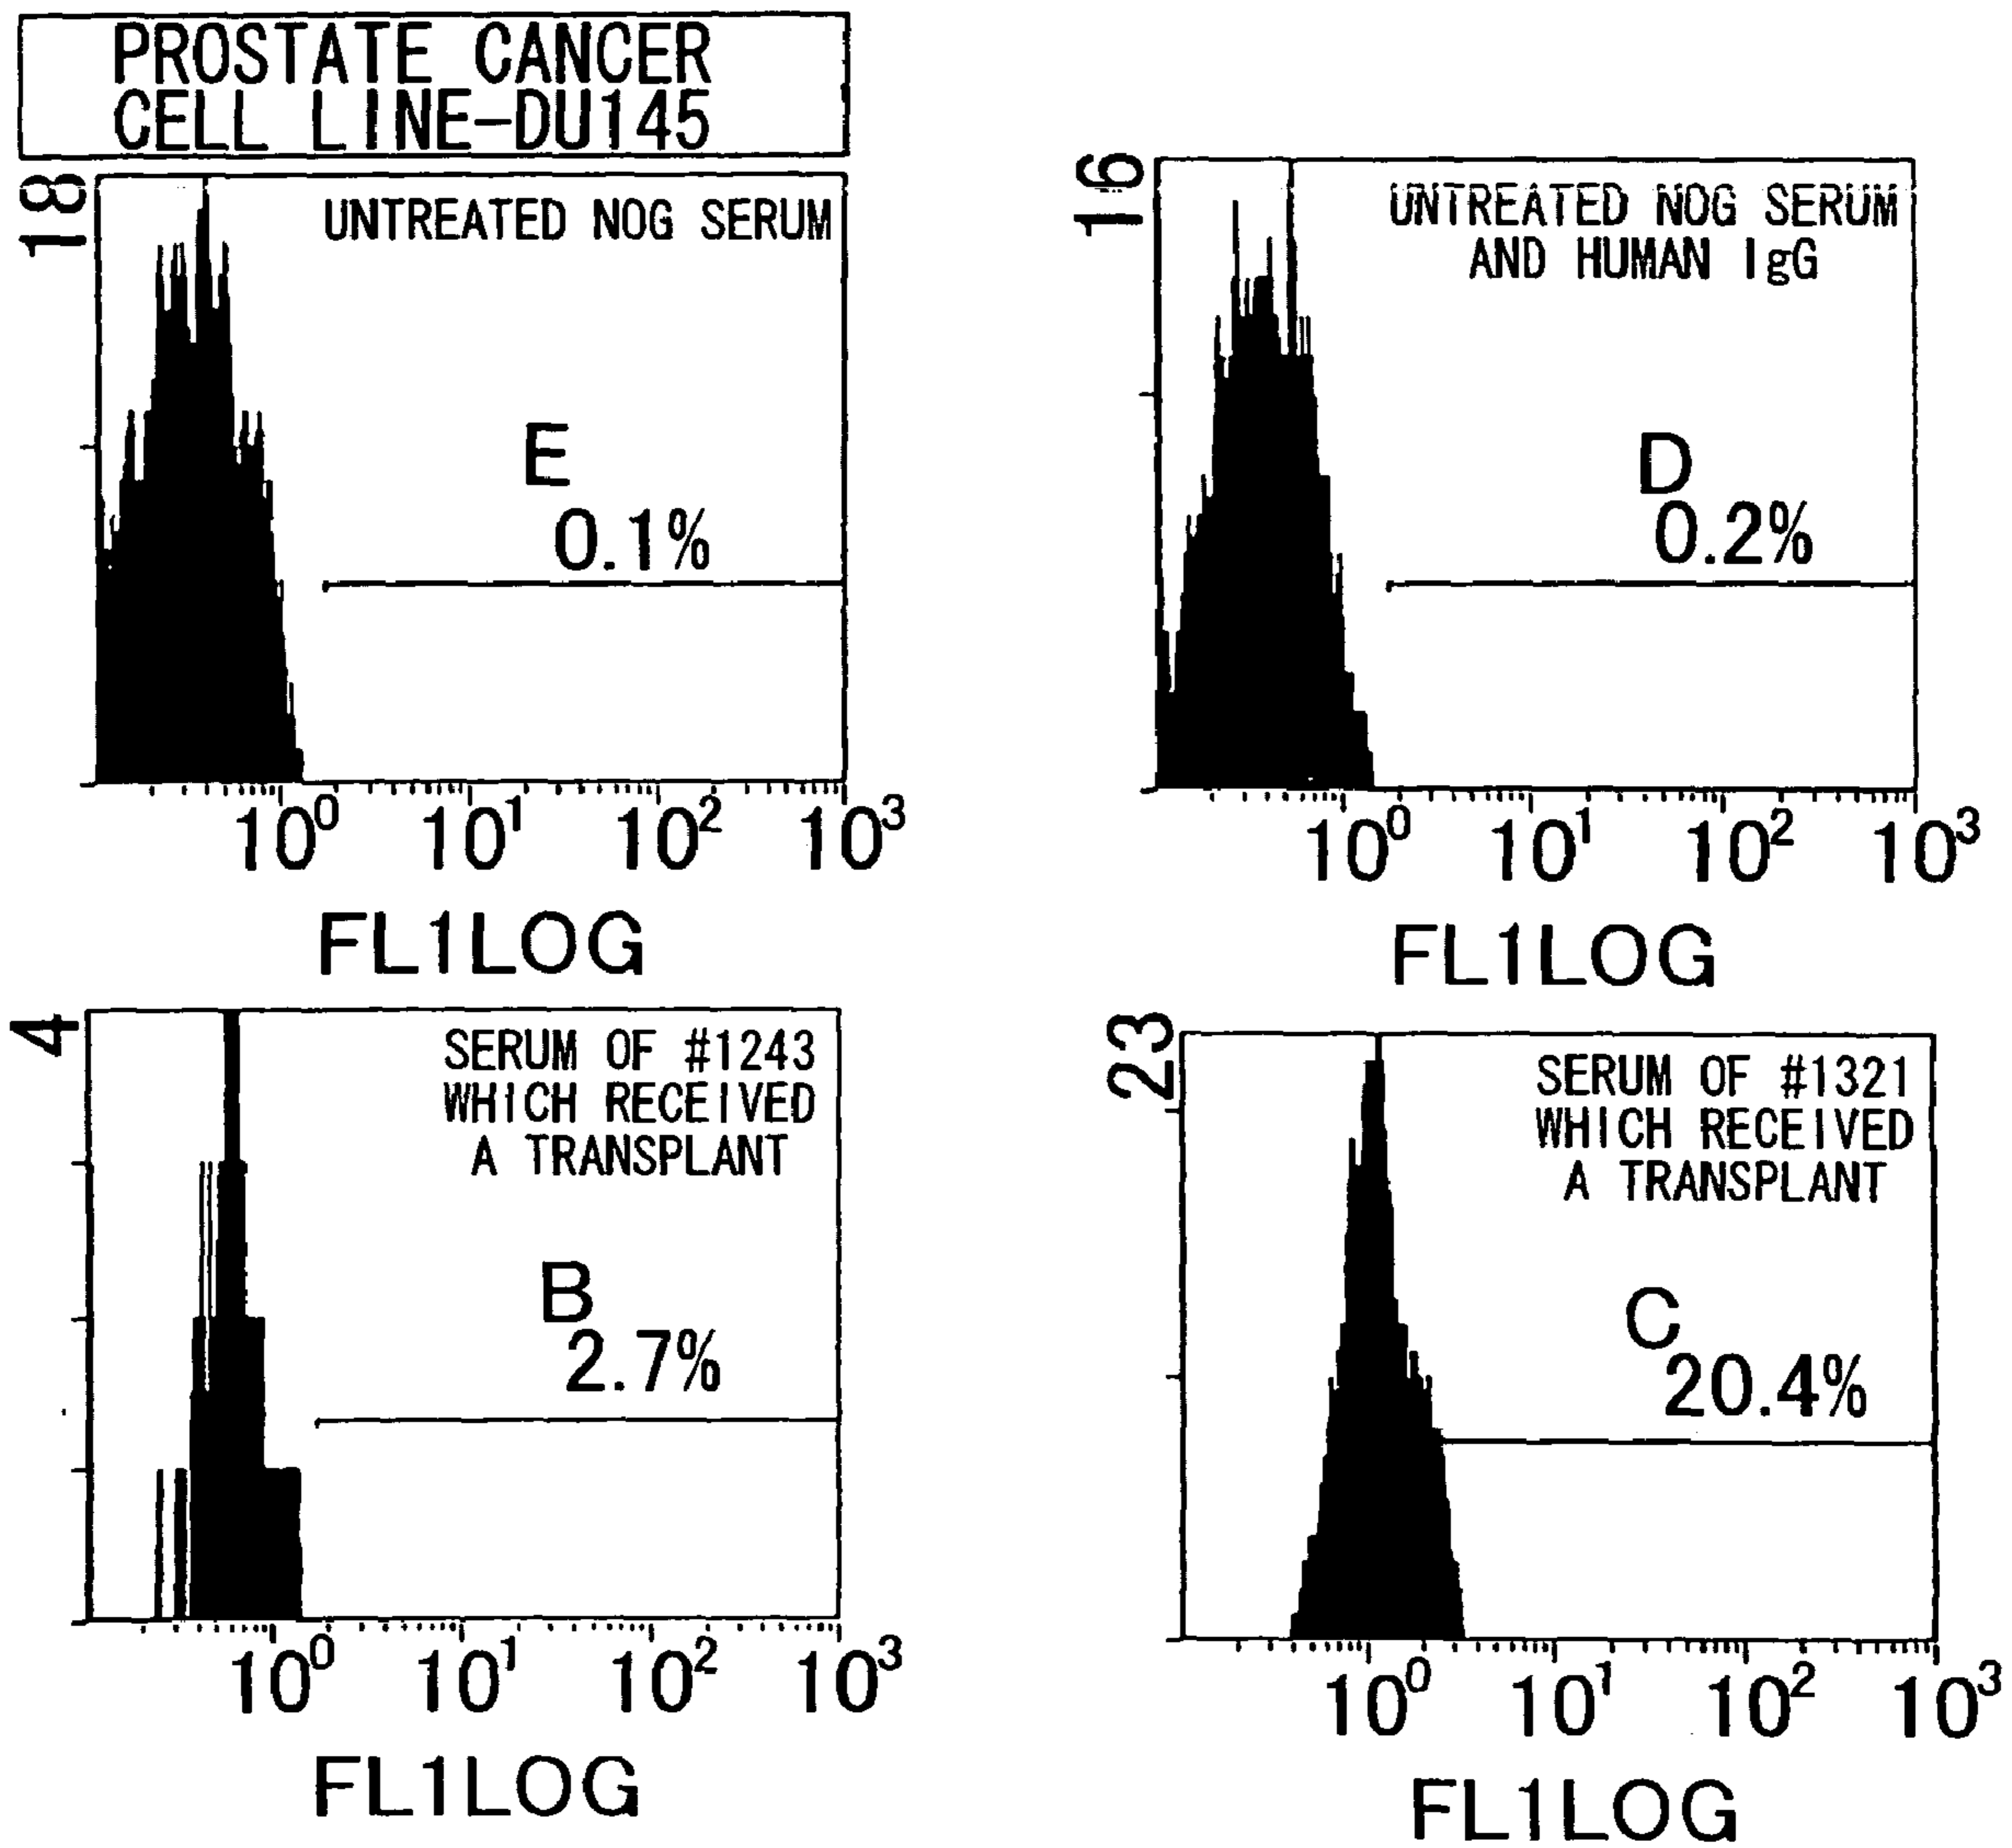 PROSTATE CANCER
CELL LINE-DU145
18
UNTREATED NOG SERUM
E
0.1%
10⁰ 10¹ 10² 10³
FL1LOG
16
UNTREATED NOG SERUM
AND HUMAN IgG
D
0.2%
10⁰ 10¹ 10² 10³
FL1LOG
4
SERUM OF #1243
WHICH RECEIVED
A TRANSPLANT
B
2.7%
10⁰ 10¹ 10² 10³
FL1LOG
23
SERUM OF #1321
WHICH RECEIVED
A TRANSPLANT
C
20.4%
10⁰ 10¹ 10² 10³
FL1LOG